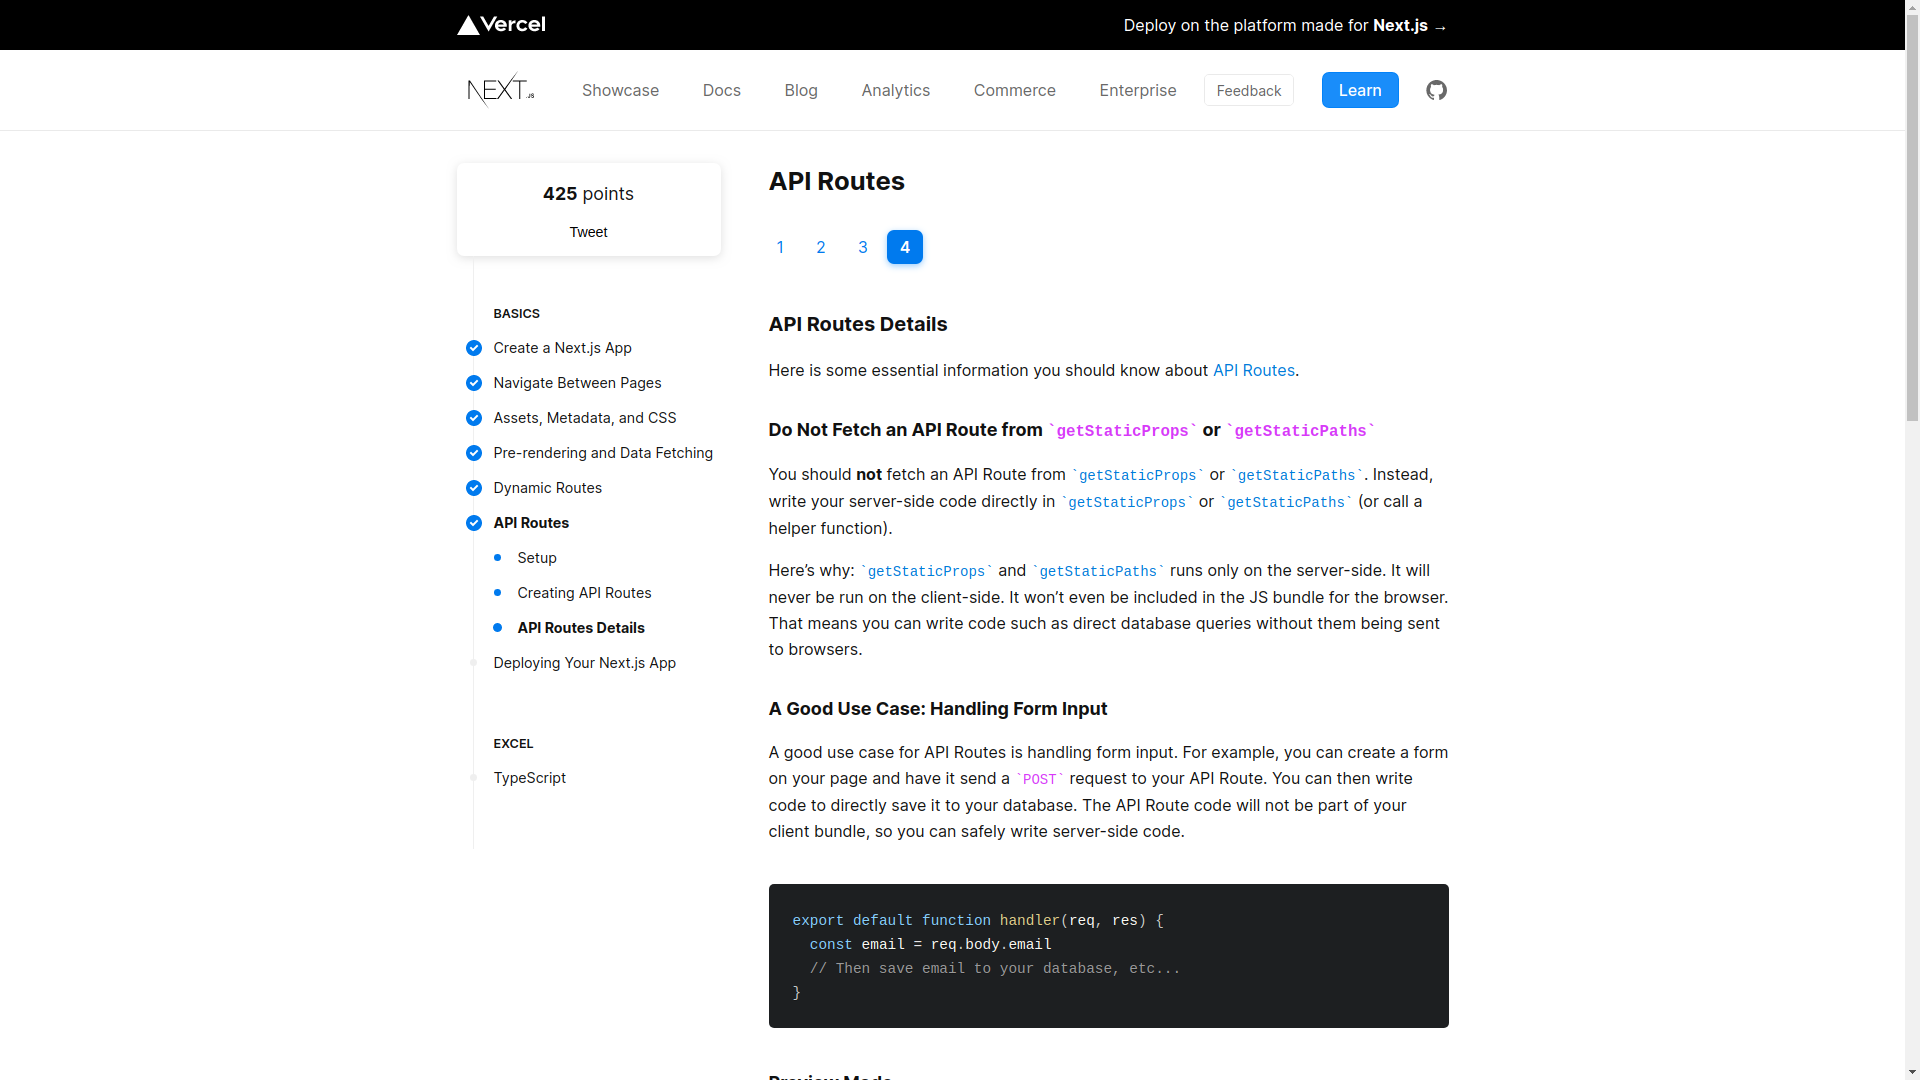 Vercel
Deploy on the platform made for Next.js →
NEXT.JS
Showcase
Docs
Blog
Analytics
Commerce
Enterprise
Feedback
Learn
425 points
Tweet
BASICS
Create a Next.js App
Navigate Between Pages
Assets, Metadata, and CSS
Pre-rendering and Data Fetching
Dynamic Routes
API Routes
Setup
Creating API Routes
API Routes Details
Deploying Your Next.js App
EXCEL
TypeScript
API Routes
1 2 3 4
API Routes Details
Here is some essential information you should know about API Routes.
Do Not Fetch an API Route from `getStaticProps` or `getStaticPaths`
You should not fetch an API Route from `getStaticProps` or `getStaticPaths`. Instead,
write your server-side code directly in `getStaticProps` or `getStaticPaths` (or call a
helper function).
Here’s why: `getStaticProps` and `getStaticPaths` runs only on the server-side. It will
never be run on the client-side. It won’t even be included in the JS bundle for the browser.
That means you can write code such as direct database queries without them being sent
to browsers.
A Good Use Case: Handling Form Input
A good use case for API Routes is handling form input. For example, you can create a form
on your page and have it send a `POST` request to your API Route. You can then write
code to directly save it to your database. The API Route code will not be part of your
client bundle, so you can safely write server-side code.
export default function handler(req, res) {
  const email = req.body.email
  // Then save email to your database, etc...
}
Preview Mode